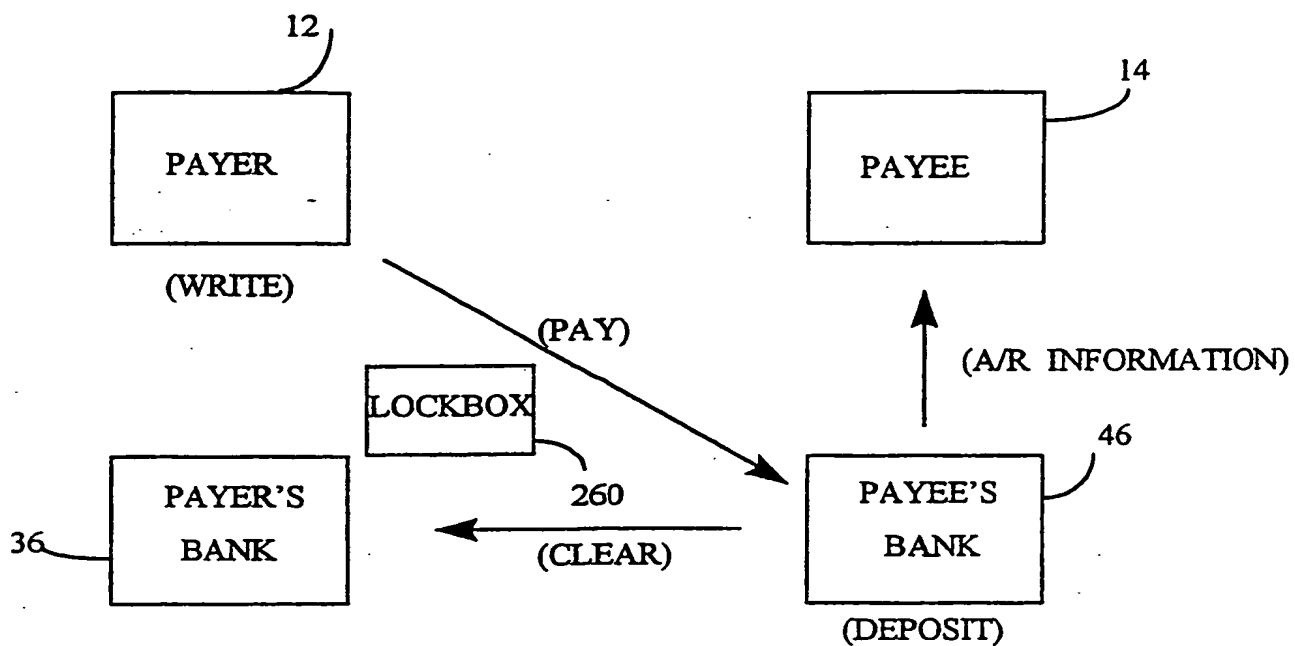 12
14
PAYER
PAYEE
(WRITE)
(PAY)
(A/R INFORMATION)
LOCKBOX
260
46
PAYER'S
BANK
36
(CLEAR)
PAYEE'S
BANK
(DEPOSIT)